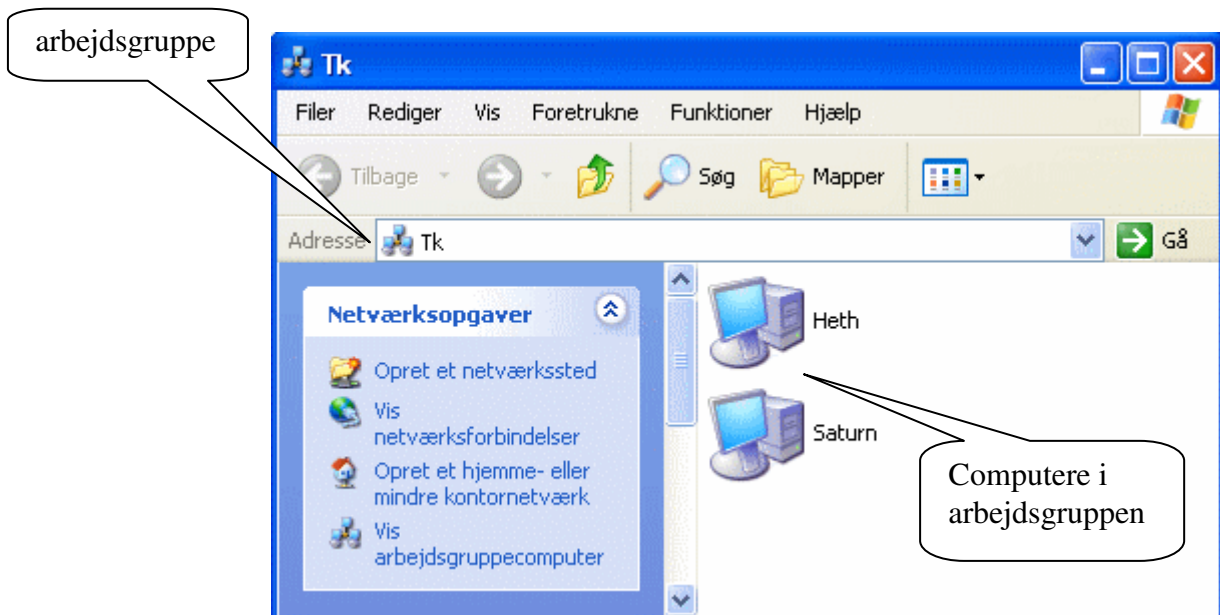 arbejdsgruppe
Tk
Filer Rediger Vis Foretrukne Funktioner Hjælp
Tilbage Søg Mapper
Adresse Tk Gå
Netværksopgaver
Opret et netværkssted
Vis
netværksforbindelser
Opret et hjemme- eller
mindre kontornetværk
Vis
arbejdsgruppecomputer
Heth
Saturn
Computere i
arbejdsgruppen